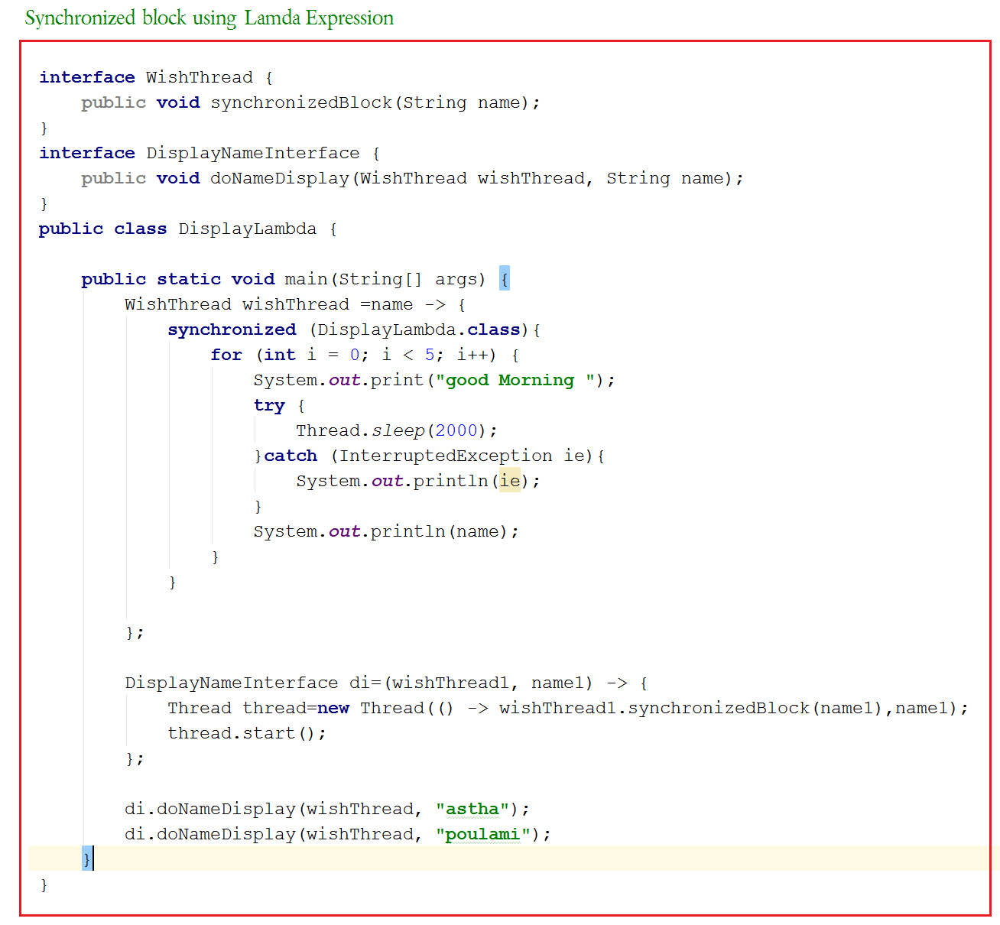 Synchronized block using Lamda Expression
interface WishThread {
    public void synchronizedBlock(String name);
}
interface DisplayNameInterface {
    public void doNameDisplay(WishThread wishThread, String name);
}
public class DisplayLambda {
    public static void main(String[] args) {
        WishThread wishThread =name -> {
            synchronized (DisplayLambda.class){
                for (int i = 0; i < 5; i++) {
                    System.out.print("good Morning ");
                    try {
                        Thread.sleep(2000);
                    }catch (InterruptedException ie){
                        System.out.println(ie);
                    }
                    System.out.println(name);
                }
            }
        };
        DisplayNameInterface di=(wishThread1, name1) -> {
            Thread thread=new Thread(() -> wishThread1.synchronizedBlock(name1),name1);
            thread.start();
        };
        di.doNameDisplay(wishThread, "astha");
        di.doNameDisplay(wishThread, "poulami");
    }
}